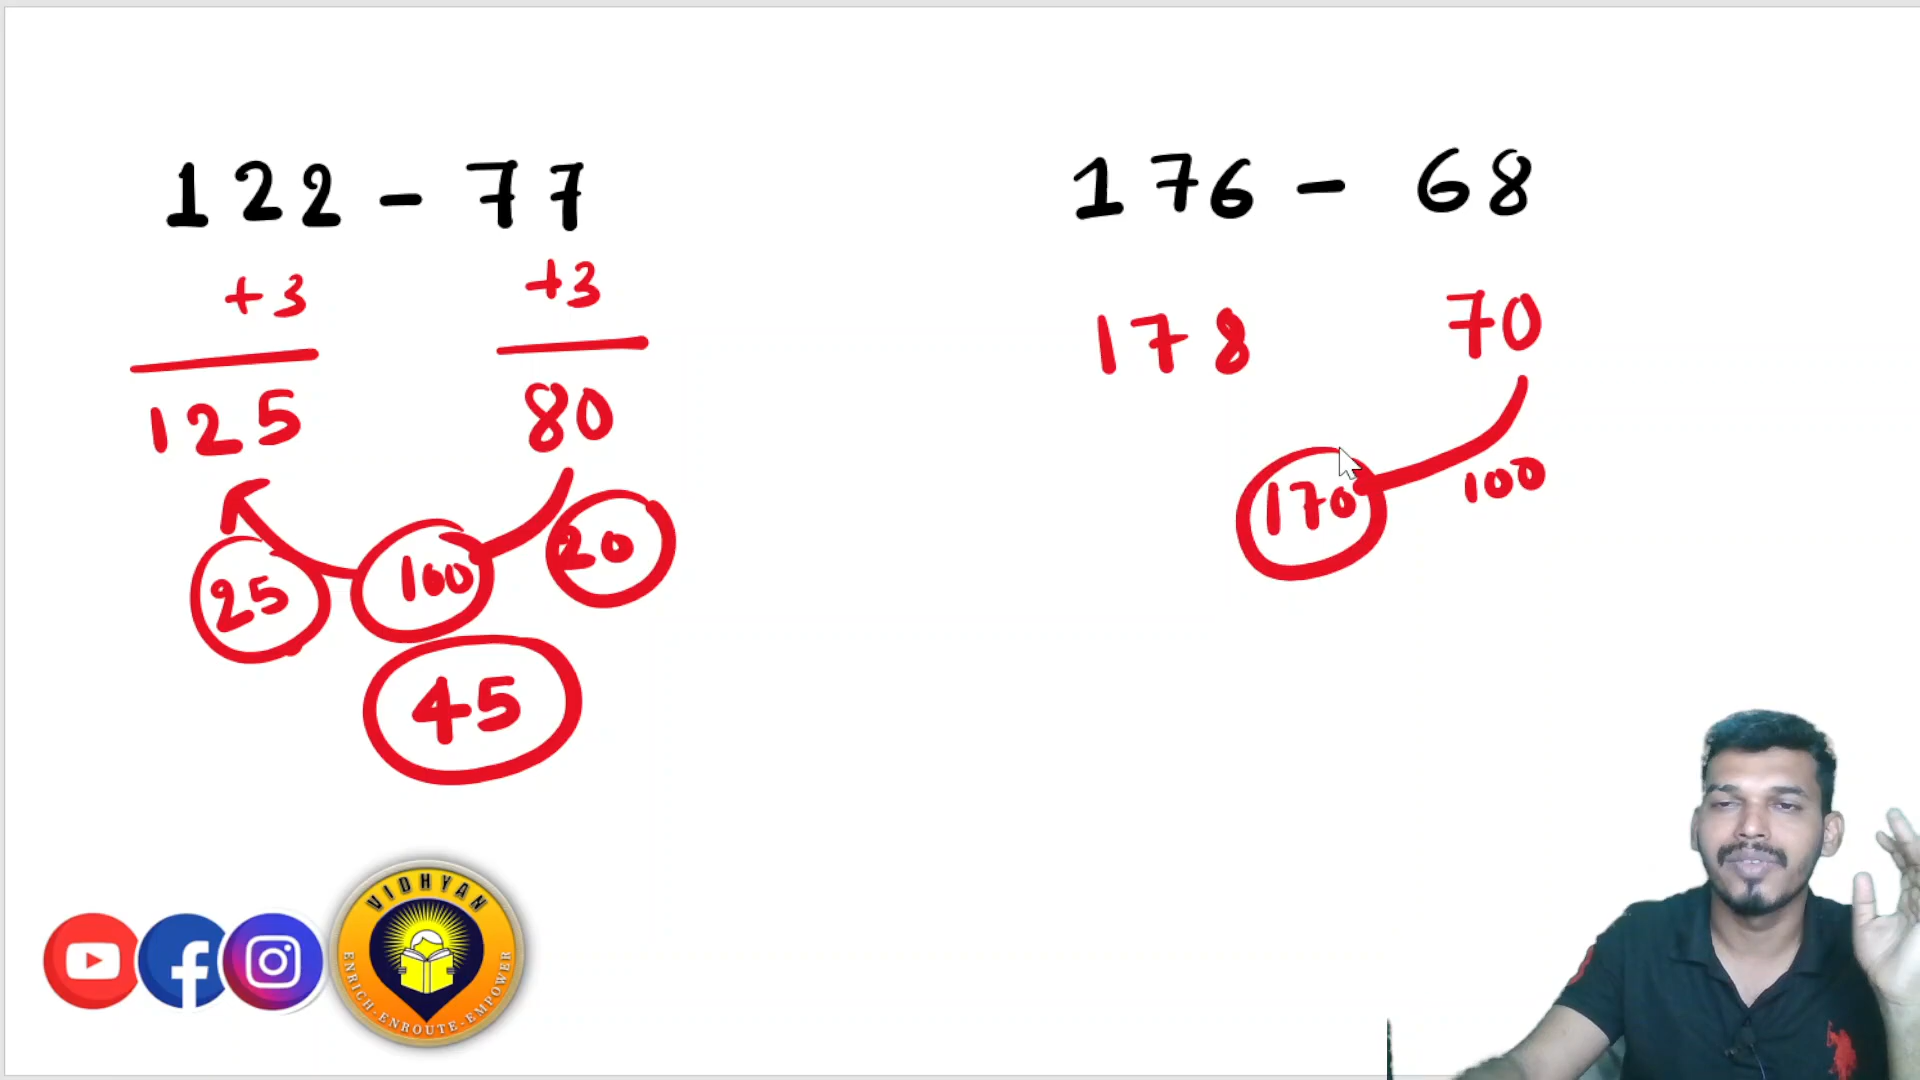 122 - 77
+3 +3
125 80
25 100 20
45
176 - 68
178 70
170 100
VIDHYAN
ENRICH-ENROUTE-EMPOWER